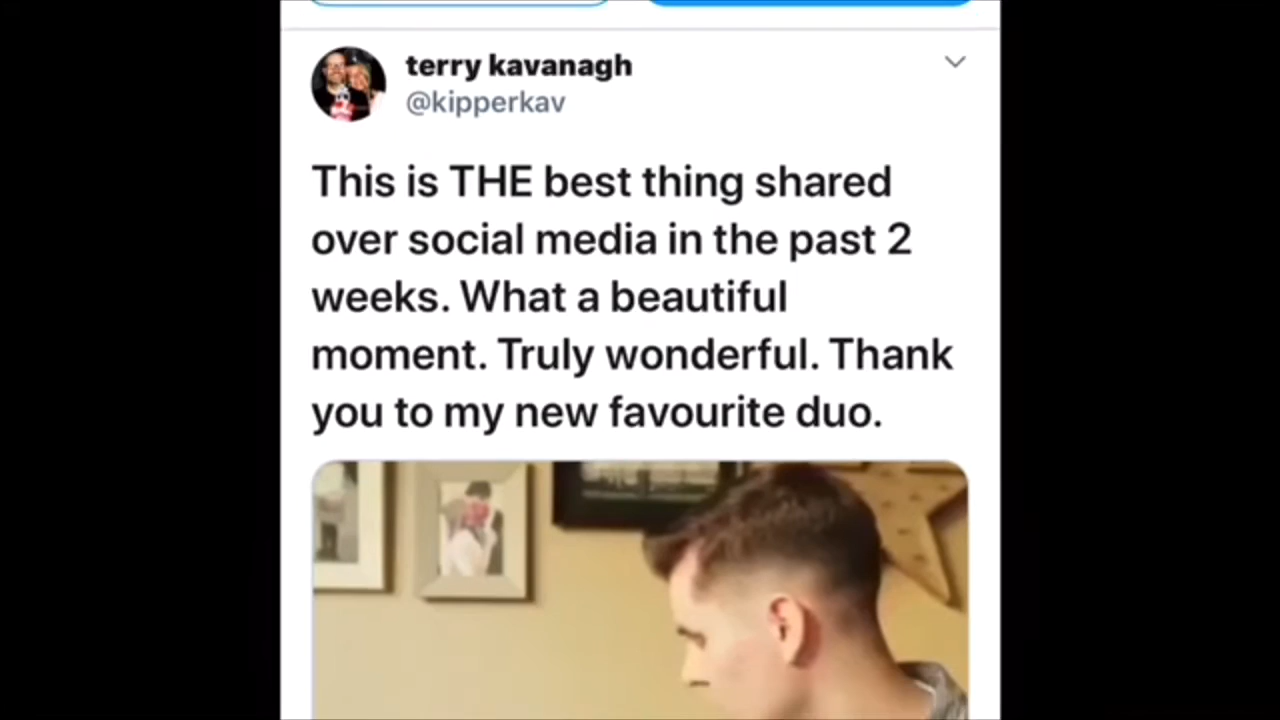 terry kavanagh
@kipperkav
This is THE best thing shared
over social media in the past 2
weeks. What a beautiful
moment. Truly wonderful. Thank
you to my new favourite duo.